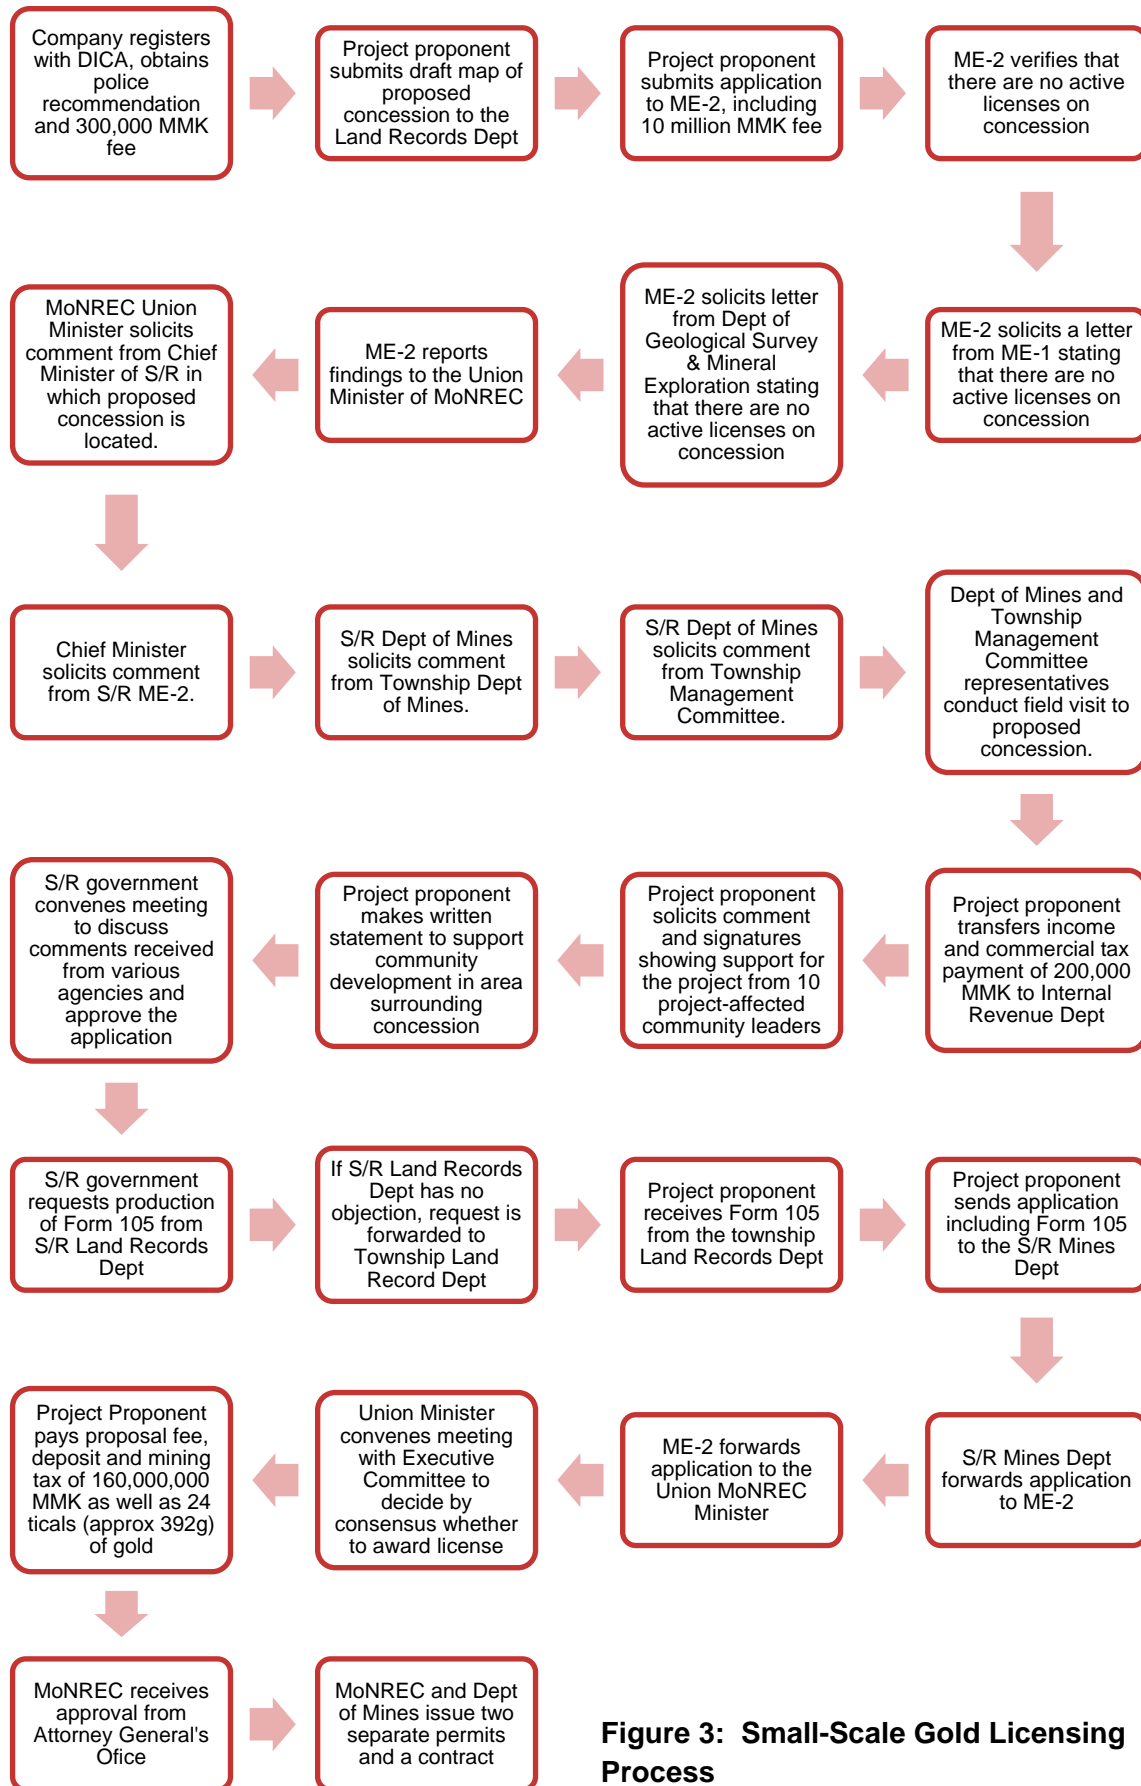 Company registers
with DICA, obtains
police
recommendation
and 300,000 MMK
fee
Project proponent
submits draft map of
proposed
concession to the
Land Records Dept
Project proponent
submits application
to ME-2, including
10 million MMK fee
ME-2 verifies that
there are no active
licenses on
concession
ME-2 solicits a letter
from ME-1 stating
that there are no
active licenses on
concession
ME-2 solicits letter
from Dept of
Geological Survey
& Mineral
Exploration stating
that there are no
active licenses on
concession
ME-2 reports
findings to the Union
Minister of MoNREC
MoNREC Union
Minister solicits
comment from Chief
Minister of S/R in
which proposed
concession is
located.
Chief Minister
solicits comment
from S/R ME-2.
S/R Dept of Mines
solicits comment
from Township Dept
of Mines.
S/R Dept of Mines
solicits comment
from Township
Management
Committee.
Dept of Mines and
Township
Management
Committee
representatives
conduct field visit to
proposed
concession.
Project proponent
transfers income
and commercial tax
payment of 200,000
MMK to Internal
Revenue Dept
Project proponent
solicits comment
and signatures
showing support for
the project from 10
project-affected
community leaders
Project proponent
makes written
statement to support
community
development in area
surrounding
concession
S/R government
convenes meeting
to discuss
comments received
from various
agencies and
approve the
application
S/R government
requests production
of Form 105 from
S/R Land Records
Dept
If S/R Land Records
Dept has no
objection, request is
forwarded to
Township Land
Record Dept
Project proponent
receives Form 105
from the township
Land Records Dept
Project proponent
sends application
including Form 105
to the S/R Mines
Dept
S/R Mines Dept
forwards application
to ME-2
ME-2 forwards
application to the
Union MoNREC
Minister
Union Minister
convenes meeting
with Executive
Committee to
decide by
consensus whether
to award license
Project Proponent
pays proposal fee,
deposit and mining
tax of 160,000,000
MMK as well as 24
ticals (approx 392g)
of gold
MoNREC receives
approval from
Attorney General's
Ofice
MoNREC and Dept
of Mines issue two
separate permits
and a contract
Figure 3: Small-Scale Gold Licensing
Process